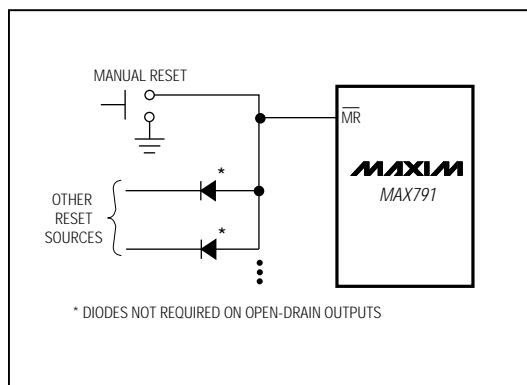 MANUAL RESET
MR
MAXIM
MAX791
*
OTHER
RESET
SOURCES
*
* DIODES NOT REQUIRED ON OPEN-DRAIN OUTPUTS